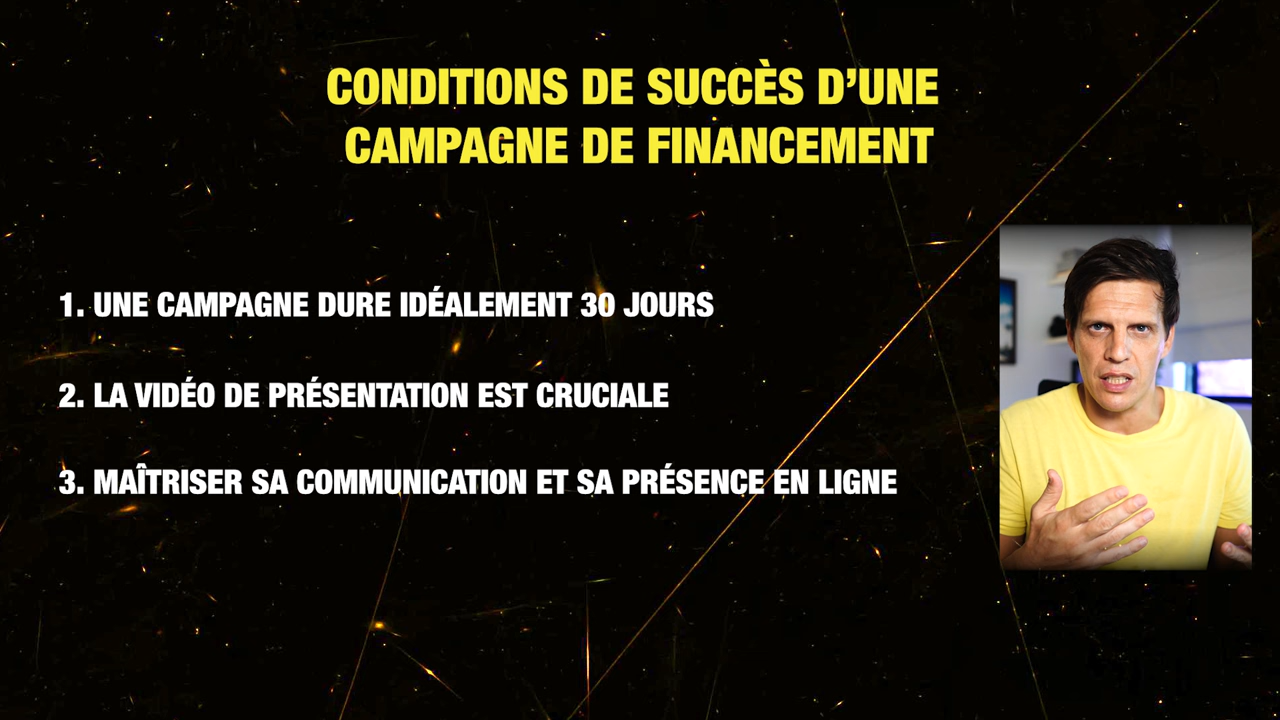 CONDITIONS DE SUCCÈS D’UNE
CAMPAGNE DE FINANCEMENT
1. UNE CAMPAGNE DURE IDÉALEMENT 30 JOURS
2. LA VIDÉO DE PRÉSENTATION EST CRUCIALE
3. MAÎTRISER SA COMMUNICATION ET SA PRÉSENCE EN LIGNE